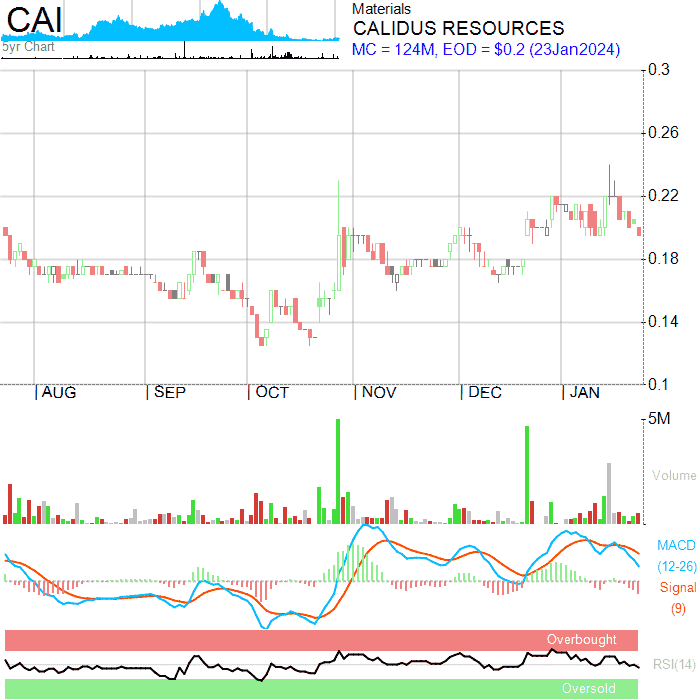 CAI
5yr Chart
Materials
CALIDUS RESOURCES
MC = 124M, EOD = $0.2 (23Jan2024)
0.3
0.26
0.22
0.18
0.14
0.1
AUG
SEP
OCT
NOV
DEC
JAN
5M
Volume
MACD
(12-26)
Signal
(9)
Overbought
RSI(14)
Oversold